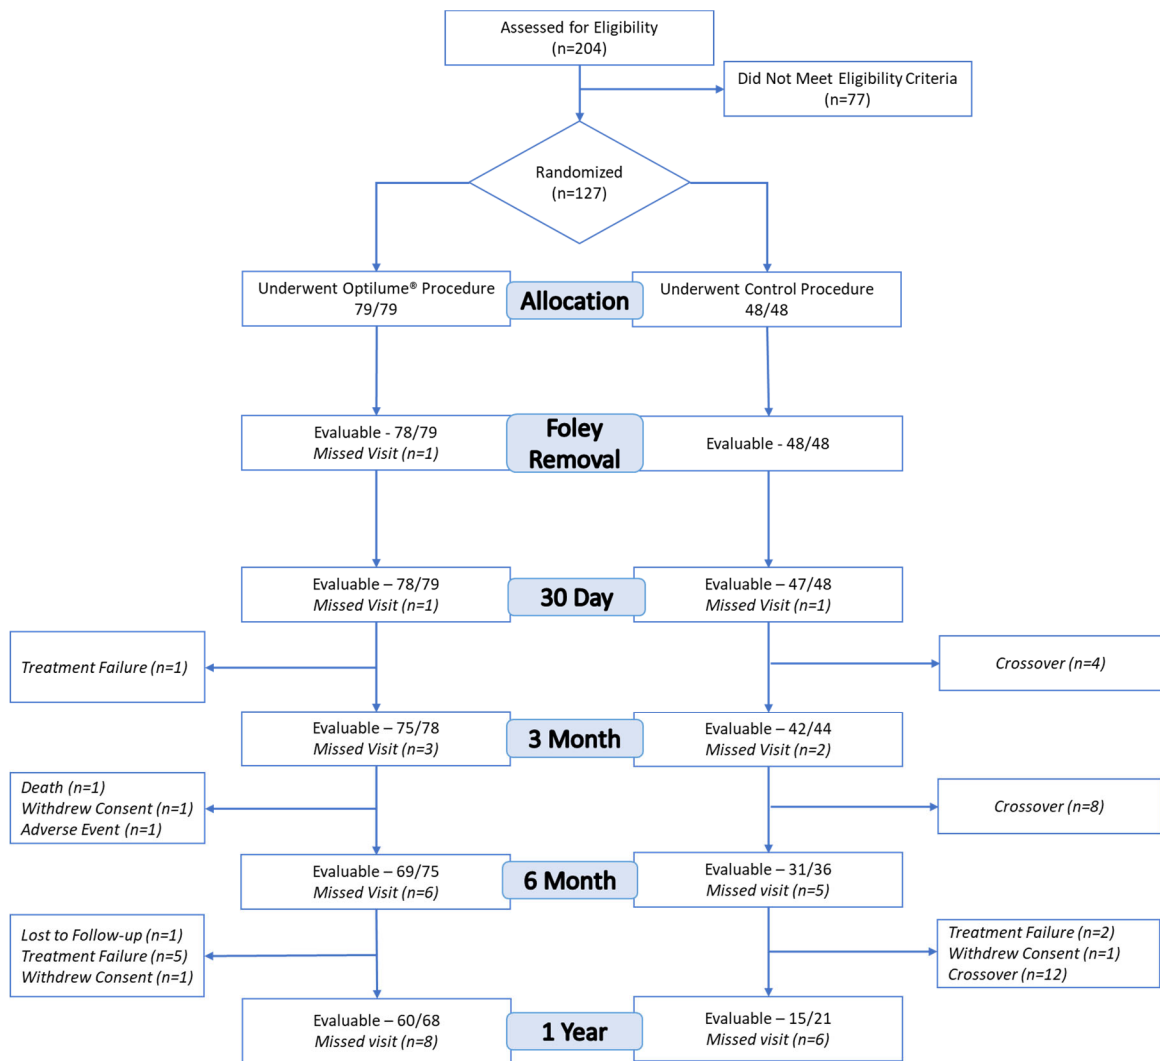 Assessed for Eligibility
(n=204)
Did Not Meet Eligibility Criteria
(n=77)
Randomized
(n=127)
Underwent Optilume® Procedure
79/79
Allocation
Underwent Control Procedure
48/48
Evaluable - 78/79
Missed Visit (n=1)
Foley
Removal
Evaluable - 48/48
Evaluable – 78/79
Missed Visit (n=1)
30 Day
Evaluable – 47/48
Missed Visit (n=1)
Treatment Failure (n=1)
Crossover (n=4)
Evaluable – 75/78
Missed Visit (n=3)
3 Month
Evaluable – 42/44
Missed Visit (n=2)
Death (n=1)
Withdrew Consent (n=1)
Adverse Event (n=1)
Crossover (n=8)
Evaluable – 69/75
Missed Visit (n=6)
6 Month
Evaluable – 31/36
Missed visit (n=5)
Lost to Follow-up (n=1)
Treatment Failure (n=5)
Withdrew Consent (n=1)
Treatment Failure (n=2)
Withdrew Consent (n=1)
Crossover (n=12)
Evaluable – 60/68
Missed visit (n=8)
1 Year
Evaluable – 15/21
Missed visit (n=6)